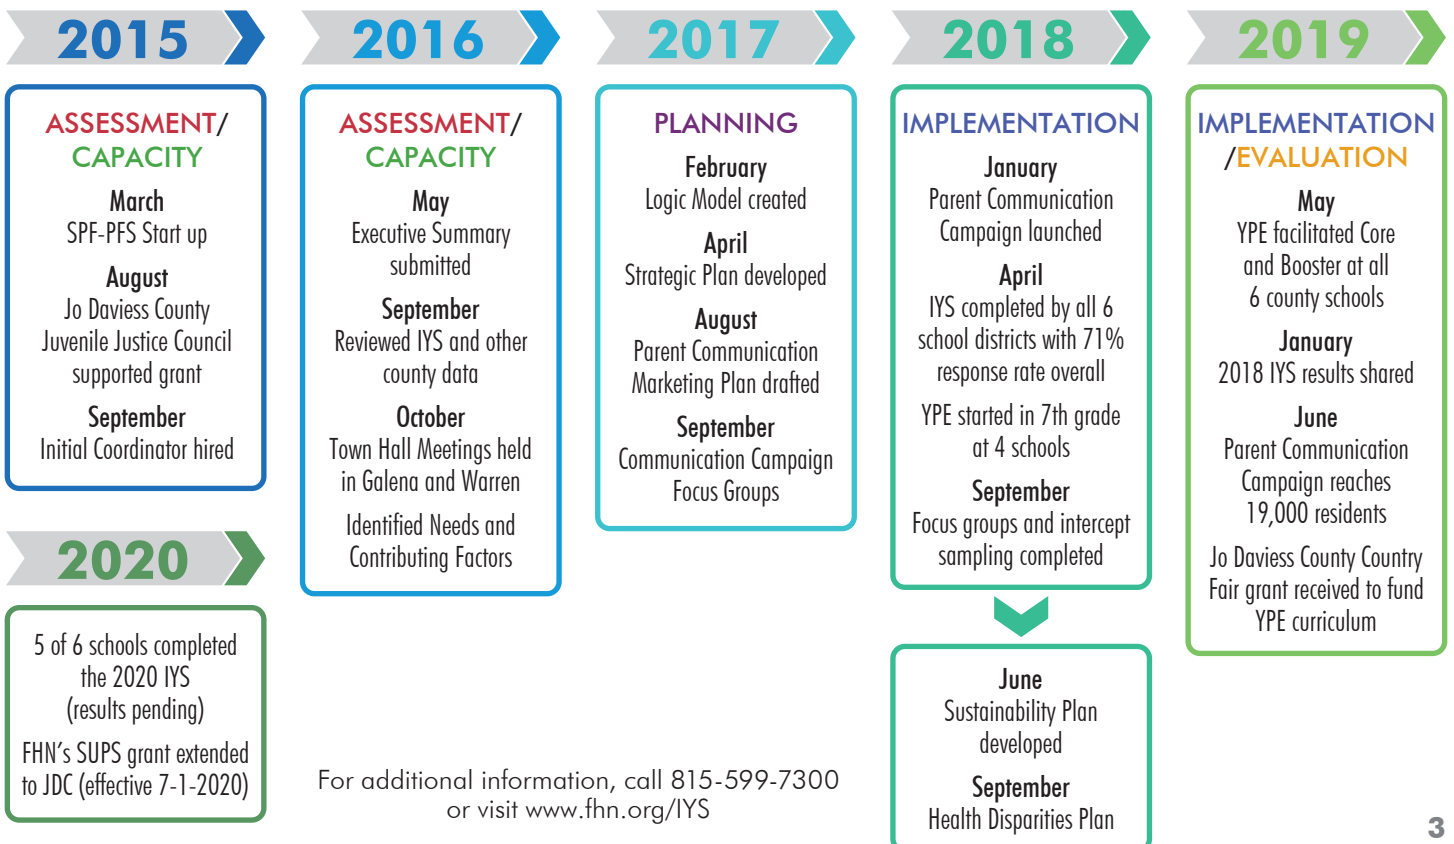 2015
ASSESSMENT/
CAPACITY
March
SPF-PFS Start up
August
Jo Daviess County
Juvenile Justice Council
supported grant
September
Initial Coordinator hired
2016
ASSESSMENT/
CAPACITY
May
Executive Summary
submitted
September
Reviewed IYS and other
county data
October
Town Hall Meetings held
in Galena and Warren
Identified Needs and
Contributing Factors
2017
PLANNING
February
Logic Model created
April
Strategic Plan developed
August
Parent Communication
Marketing Plan drafted
September
Communication Campaign
Focus Groups
2018
IMPLEMENTATION
January
Parent Communication
Campaign launched
April
IYS completed by all 6
school districts with 71%
response rate overall
YPE started in 7th grade
at 4 schools
September
Focus groups and intercept
sampling completed
June
Sustainability Plan
developed
September
Health Disparities Plan
2019
IMPLEMENTATION
/EVALUATION
May
YPE facilitated Core
and Booster at all
6 county schools
January
2018 IYS results shared
June
Parent Communication
Campaign reaches
19,000 residents
Jo Daviess County Country
Fair grant received to fund
YPE curriculum
2020
5 of 6 schools completed
the 2020 IYS
(results pending)
FHN's SUPS grant extended
to JDC (effective 7-1-2020)
For additional information, call 815-599-7300
or visit www.fhn.org/IYS
3